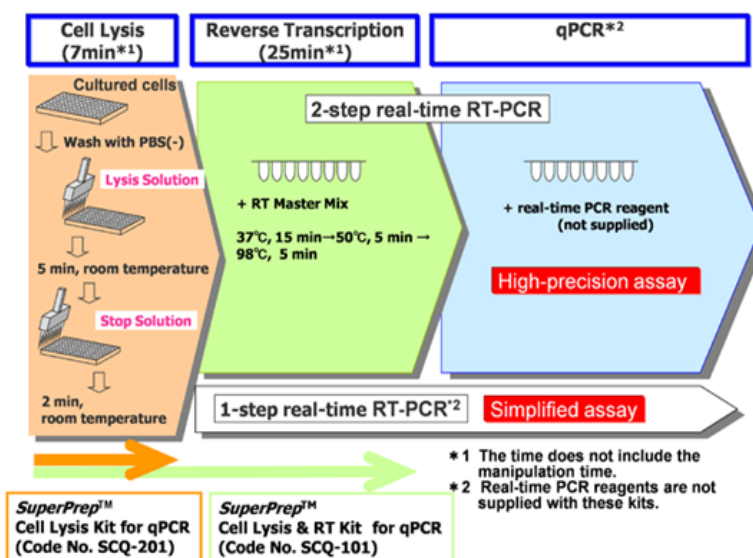 Cell Lysis
(7min*1)
Reverse Transcription
(25min*1)
qPCR*2
Cultured cells
Wash with PBS(-)
Lysis Solution
5 min, room temperature
Stop Solution
2 min,
room temperature
2-step real-time RT-PCR
+ RT Master Mix
37℃, 15 min→50℃, 5 min →
98℃, 5 min
+ real-time PCR reagent
(not supplied)
High-precision assay
1-step real-time RT-PCR*2
Simplified assay
SuperPrep™
Cell Lysis Kit for qPCR
(Code No. SCQ-201)
SuperPrep™
Cell Lysis & RT Kit for qPCR
(Code No. SCQ-101)
*1 The time does not include the
manipulation time.
*2 Real-time PCR reagents are not
supplied with these kits.